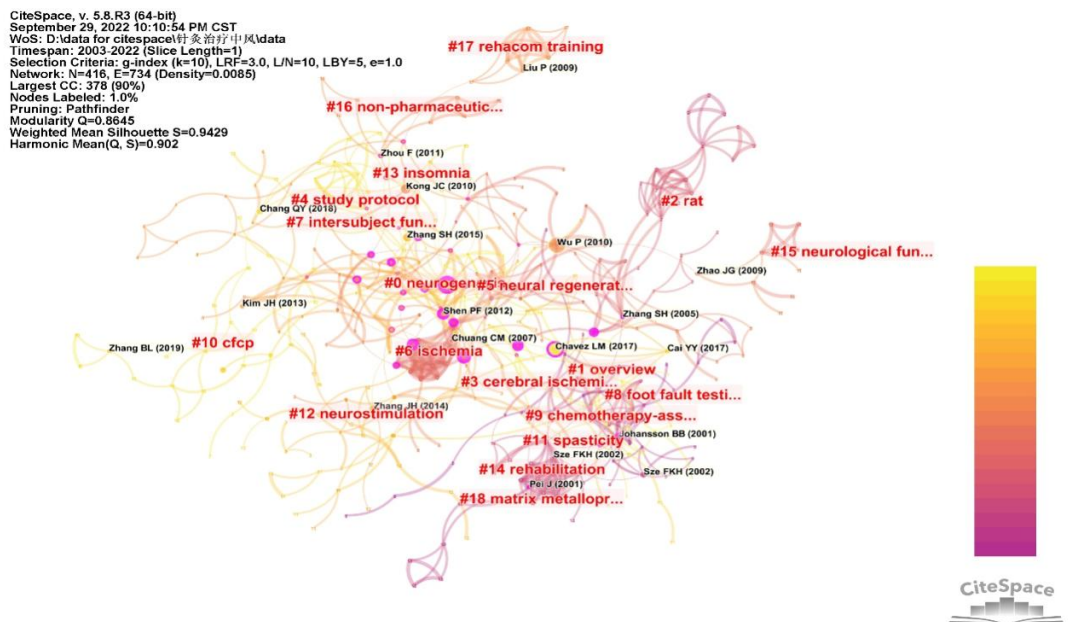 CiteSpace, v. 5.8.R3 (64-bit)
September 29, 2022 10:10:54 PM CST
WoS: D:\data for citespace\针灸治疗中风\data
Timespan: 2003-2022 (Slice Length=1)
Selection Criteria: g-index (k=10), LRF=3.0, L/N=10, LBY=5, e=1.0
Network: N=416, E=734 (Density=0.0085)
Largest CC: 378 (90%)
Nodes Labeled: 1.0%
Pruning: Pathfinder
Modularity Q=0.8645
Weighted Mean Silhouette S=0.9429
Harmonic Mean(Q, S)=0.902
#17 rehacom training
Liu P (2009)
#16 non-pharmaceutic...
Zhou F (2011)
#13 insomnia
Kong JC (2010)
#4 study protocol
#2 rat
Chang QY (2018)
#7 intersubject fun...
Zhang SH (2015)
Wu P (2010)
#15 neurological fun...
Zhao JG (2009)
#0 neurogen
#5 neural regenerat...
Kim JH (2013)
Shen PF (2012)
Zhang SH (2005)
#10 cfcp
Zhang BL (2019)
Chuang CM (2007)
Chavez LM (2017)
Cai YY (2017)
#6 ischemia
#1 overview
#3 cerebral ischemi...
#8 foot fault testi...
Zhang JH (2014)
#12 neurostimulation
#9 chemotherapy-ass...
Johansson BB (2001)
#11 spasticity
Sze FKH (2002)
#14 rehabilitation
Sze FKH (2002)
Pei J (2001)
#18 matrix metallopr...
CiteSpace